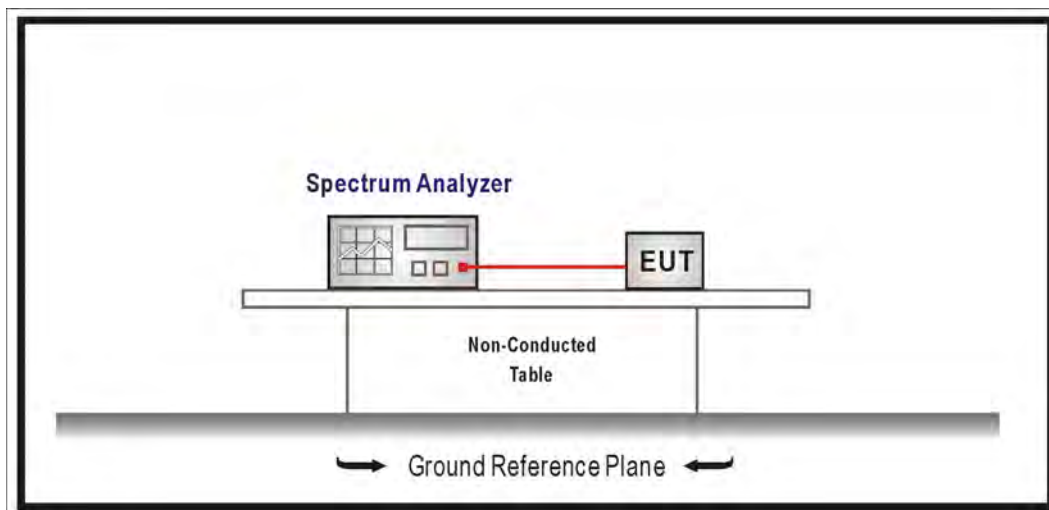 Spectrum Analyzer
EUT
Non-Conducted
Table
Ground Reference Plane